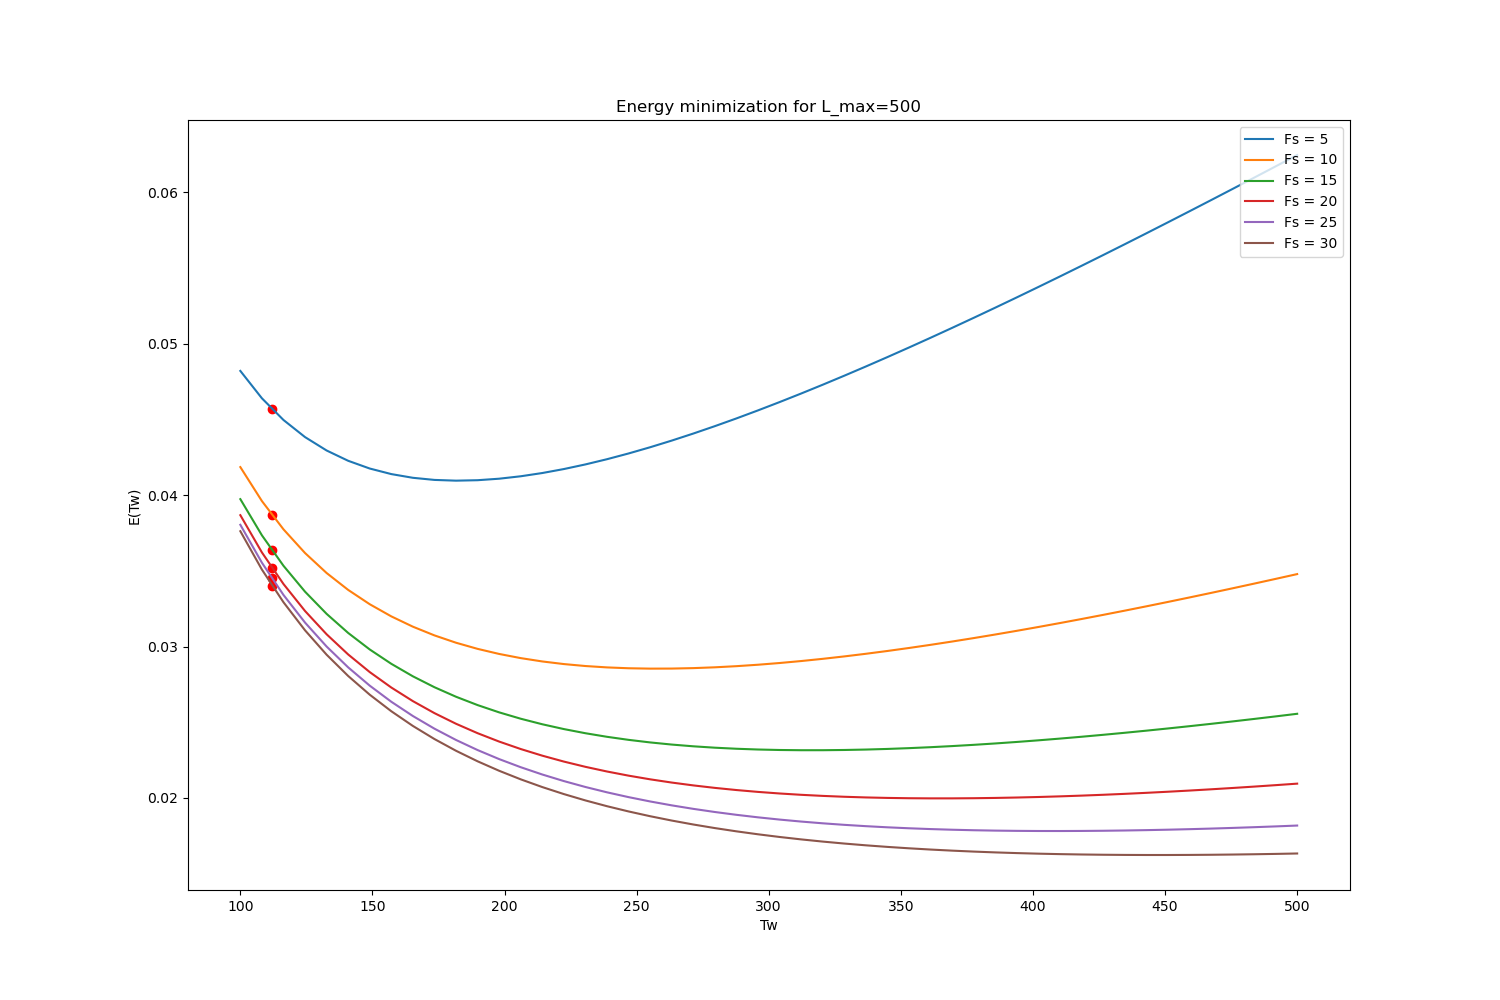 Energy minimization for L_max=500
Fs = 5
Fs = 10
Fs = 15
Fs = 20
Fs = 25
Fs = 30
0.06
0.05
0.04
0.03
0.02
E(Tw)
100 150 200 250 300 350 400 450 500
Tw